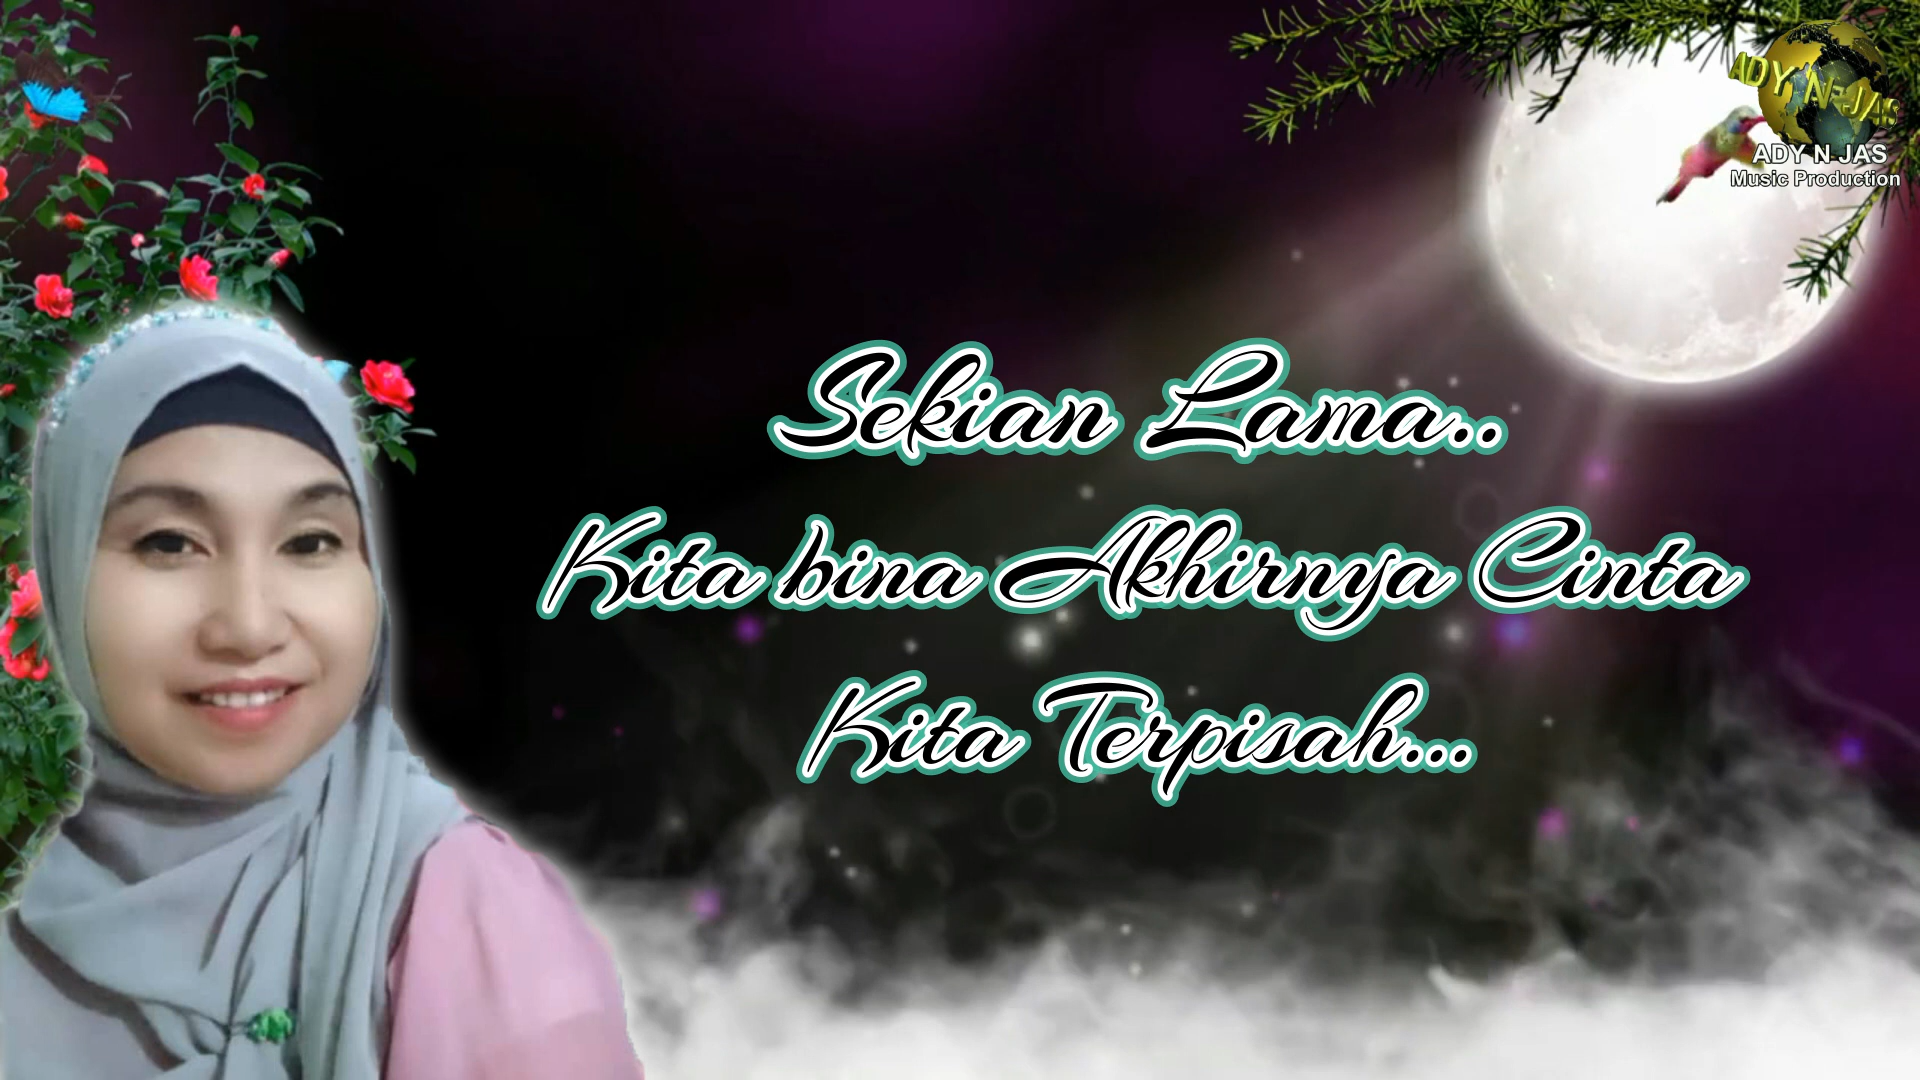 ADY N JAS
ADY N JAS
Music Production
Sekian Lama..
Kita bina Akhirnya Cinta
Kita Terpisah...